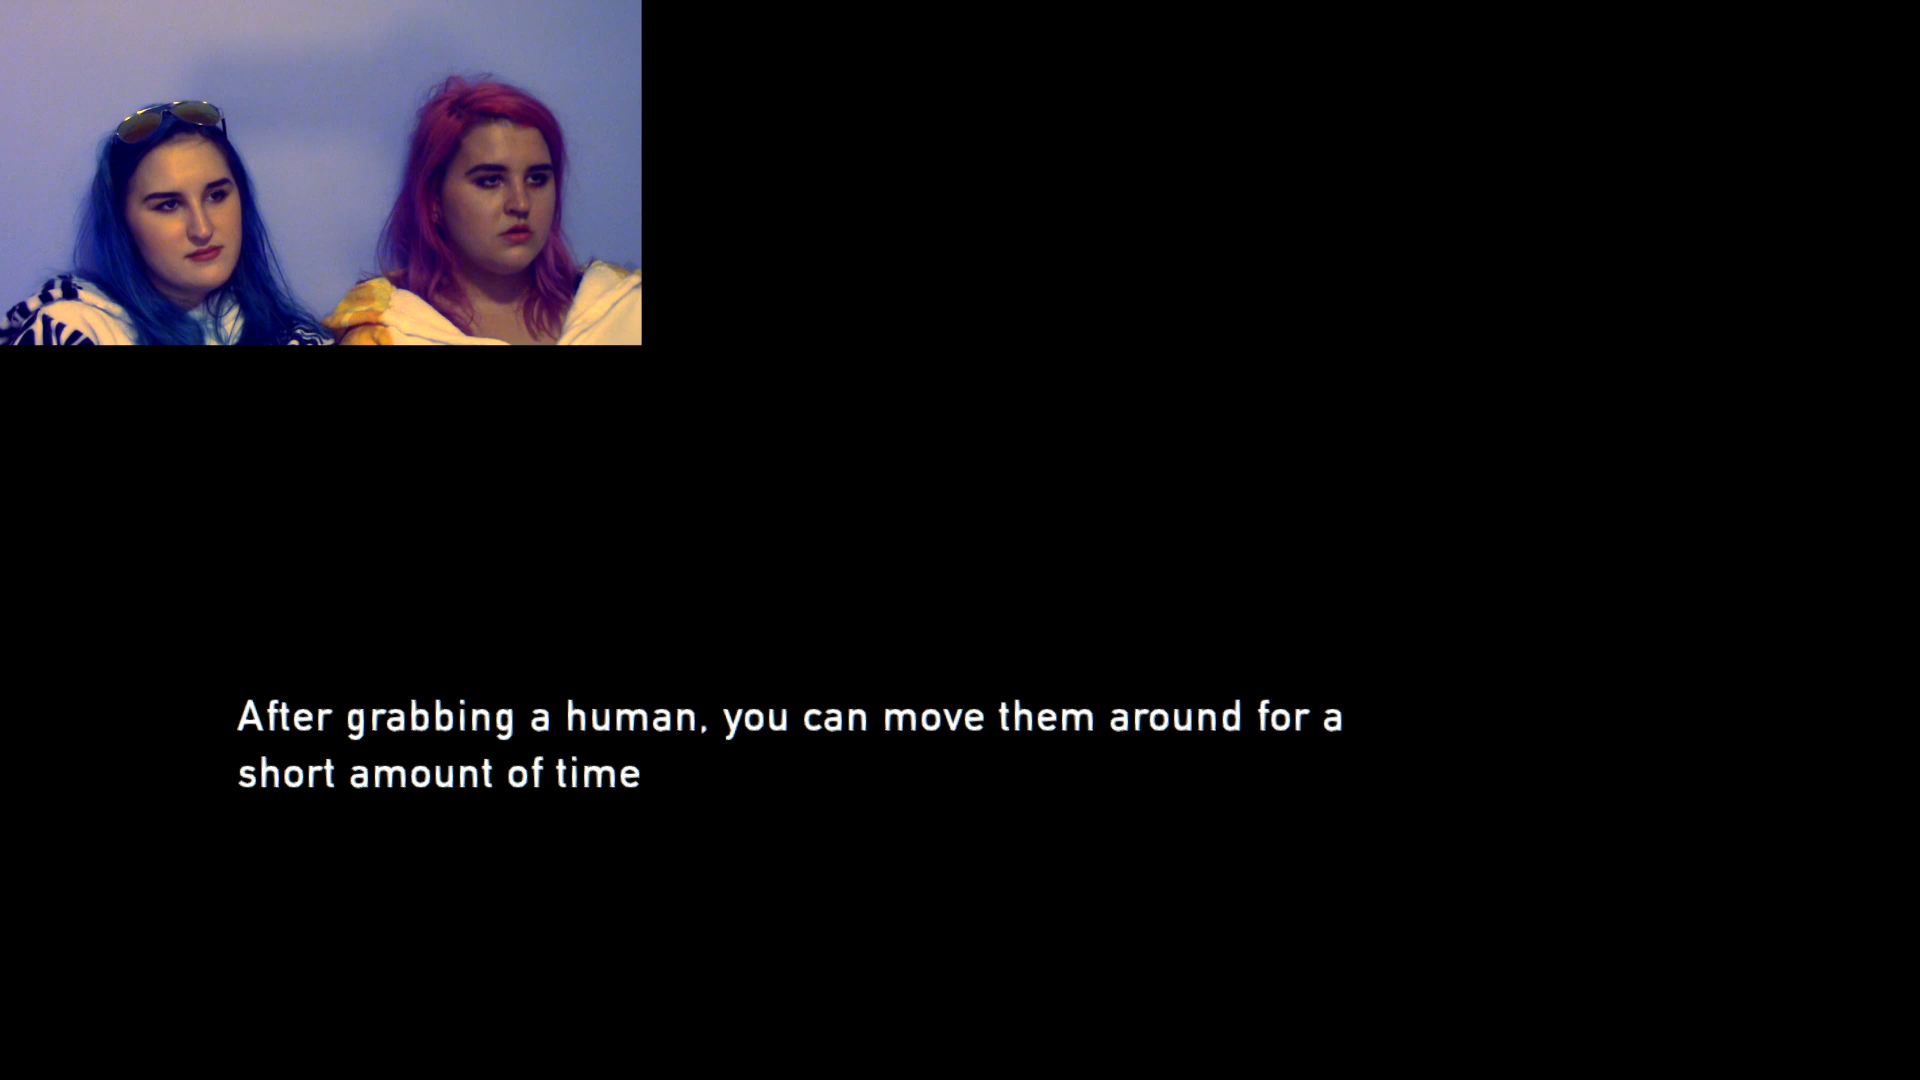 After grabbing a human, you can move them around for a
short amount of time